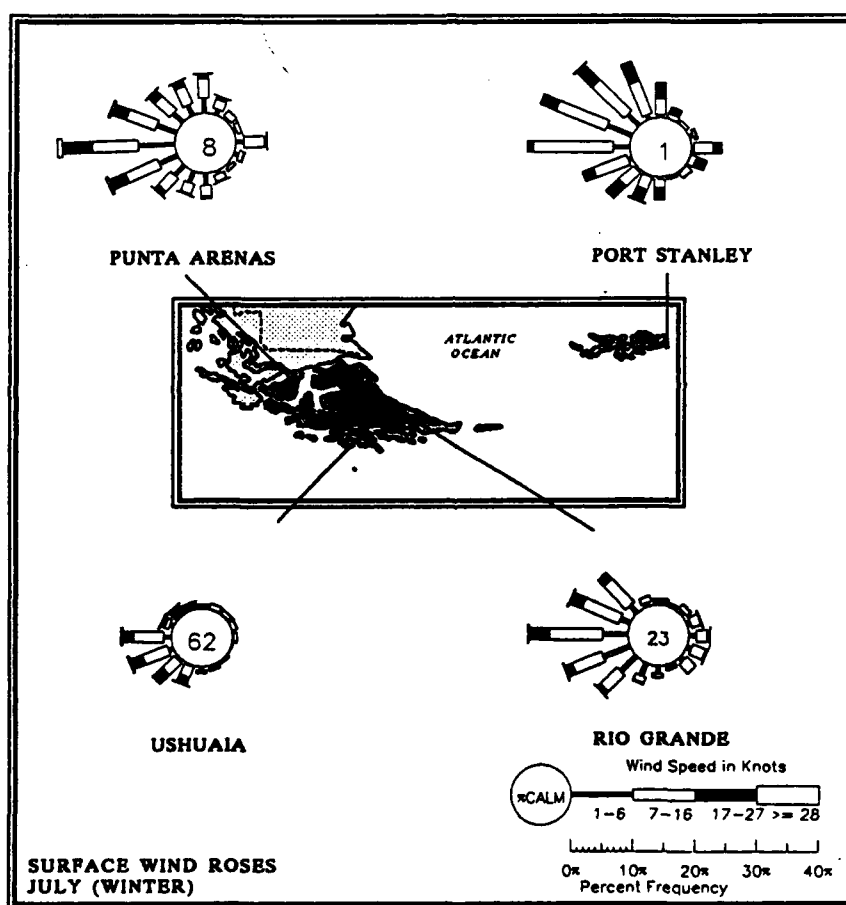 8
1
PUNTA ARENAS
PORT STANLEY
ATLANTIC
OCEAN
62
23
USHUAIA
RIO GRANDE
Wind Speed in Knots
%CALM
1-6 7-16 17-27 >= 28
0% 10% 20% 30% 40%
Percent Frequency
SURFACE WIND ROSES
JULY (WINTER)